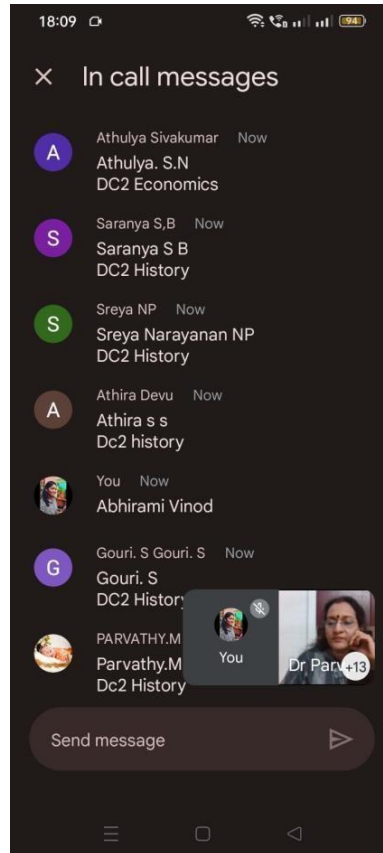 18:09
94
In call messages
A
Athulya Sivakumar Now
Athulya. S.N
DC2 Economics
S
Saranya S,B Now
Saranya S B
DC2 History
S
Sreya NP Now
Sreya Narayanan NP
DC2 History
A
Athira Devu Now
Athira s s
Dc2 history
You Now
Abhirami Vinod
G
Gouri. S Gouri. S Now
Gouri. S
DC2 History
PARVATHY.M
Parvathy.M
Dc2 History
You
Dr Parv
+13
Send message